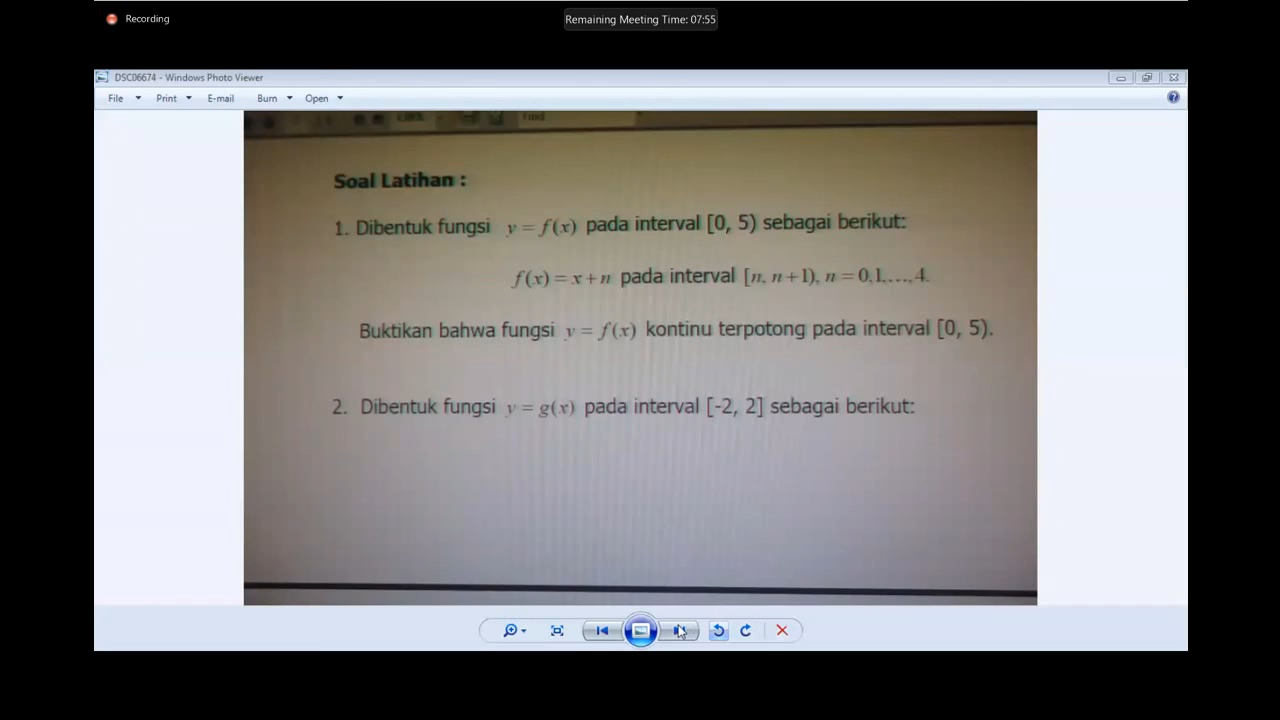 Recording
Remaining Meeting Time: 07:55
DSC06674 - Windows Photo Viewer
File Print E-mail Burn Open
Find
Soal Latihan :
1. Dibentuk fungsi y = f(x) pada interval [0, 5) sebagai berikut:
f(x) = x + n pada interval [n, n+1), n = 0,1,…, 4.
Buktikan bahwa fungsi y = f(x) kontinu terpotong pada interval [0, 5).
2. Dibentuk fungsi y = g(x) pada interval [-2, 2] sebagai berikut: